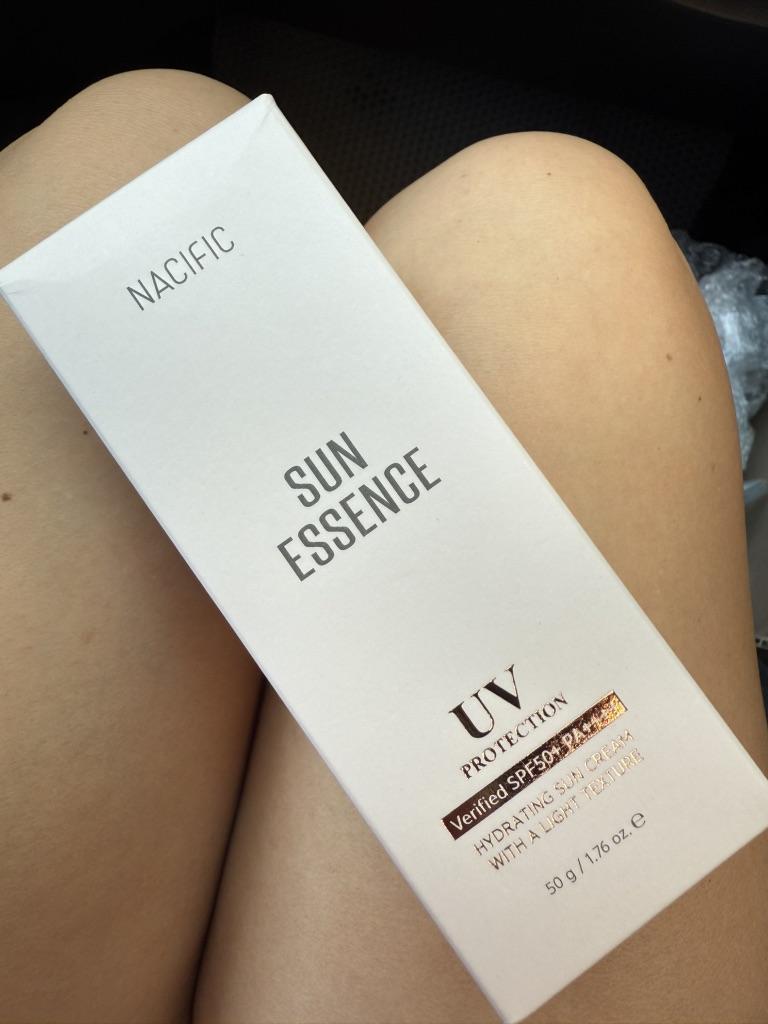 NACIFIC
SUN
ESSENCE
UV
PROTECTION
Verified SPF50+ PA++++
HYDRATING SUN CREAM
WITH A LIGHT TEXTURE
50 g / 1.76 oz. ℮